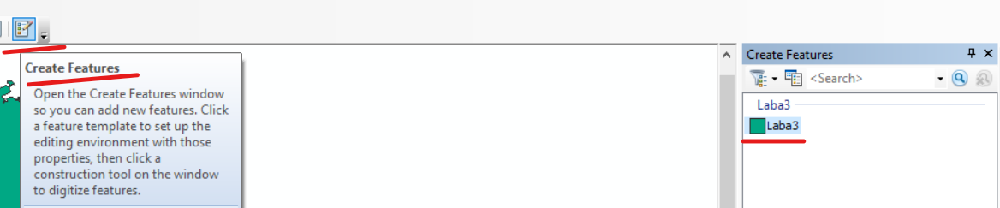 Create Features
Open the Create Features window
so you can add new features. Click
a feature template to set up the
editing environment with those
properties, then click a
construction tool on the window
to digitize features.
Create Features
<Search>
Laba3
Laba3